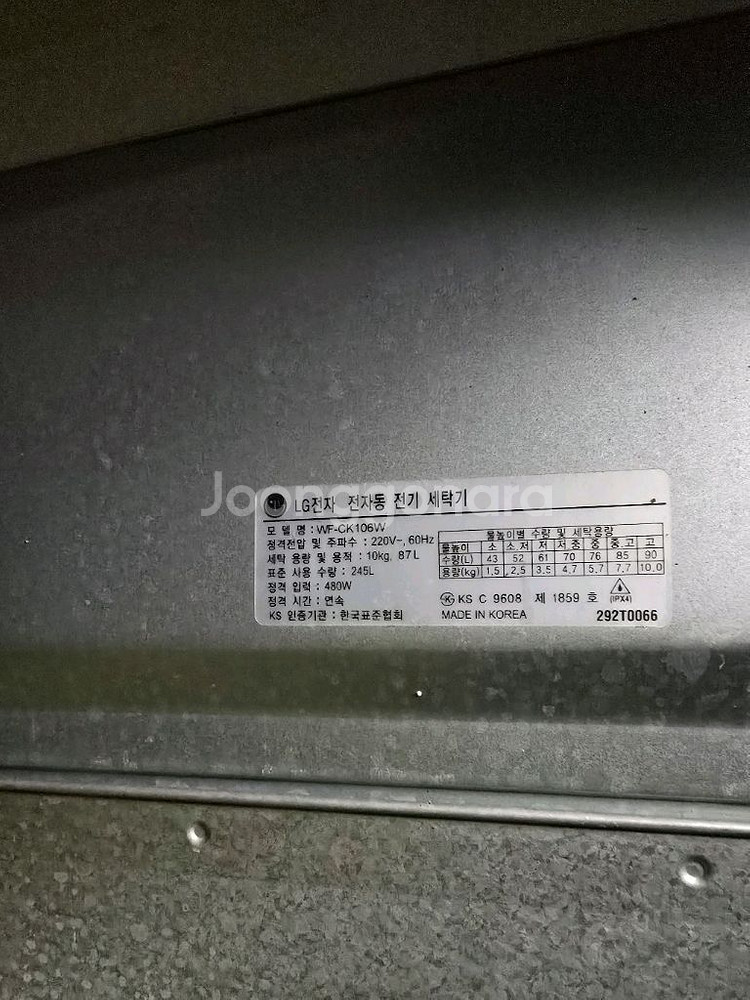 Joonggonara
LG전자 전자동 전기 세탁기
모 델 명 : WF-CK106W
정격전압 및 주파수 : 220V~, 60Hz
세탁 용량 및 용적 : 10kg, 87L
표준 사용 수량 : 245L
정격 입력 : 480W
정격 시간 : 연속
KS 인증기관 : 한국표준협회
물높이별 수량 및 세탁용량
물높이 소 소.저 저 저중 중 중고 고
수량(L) 43 52 61 70 76 85 90
용량(kg) 1.5 2.5 3.5 4.7 5.7 7.7 10.0
KS C 9608 제 1859 호 (IPX4)
MADE IN KOREA 292T0066